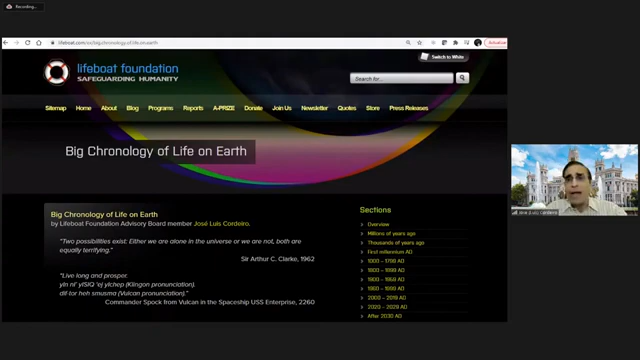 Recording...
lifeboat.com/ex/bigchronology.of.life.on.earth
Actualizar
Switch to White
lifeboat foundation
SAFEGUARDING HUMANITY
Search for...
Sitemap Home About Blog Programs Reports A-PRIZE Donate Join Us Newsletter Quotes Store Press Releases
Big Chronology of Life on Earth
Big Chronology of Life on Earth
by Lifeboat Foundation Advisory Board member José Luis Cordeiro.
"Two possibilities exist: Either we are alone in the universe or we are not, both are
equally terrifying."
Sir Arthur C. Clarke, 1962
"Live long and prosper.
yIn nI' yISIQ 'ej yIchep (Klingon pronunciation).
dif-tor heh smusma (Vulcan pronunciation)."
Commander Spock from Vulcan in the Spaceship USS Enterprise, 2260
Sections
Overview
Millions of years ago
Thousands of years ago
First millennium AD
1000 – 1799 AD
1800 – 1899 AD
2000 – 2019 AD
2020 – 2029 AD
After 2030 AD
José Luis Cordeiro